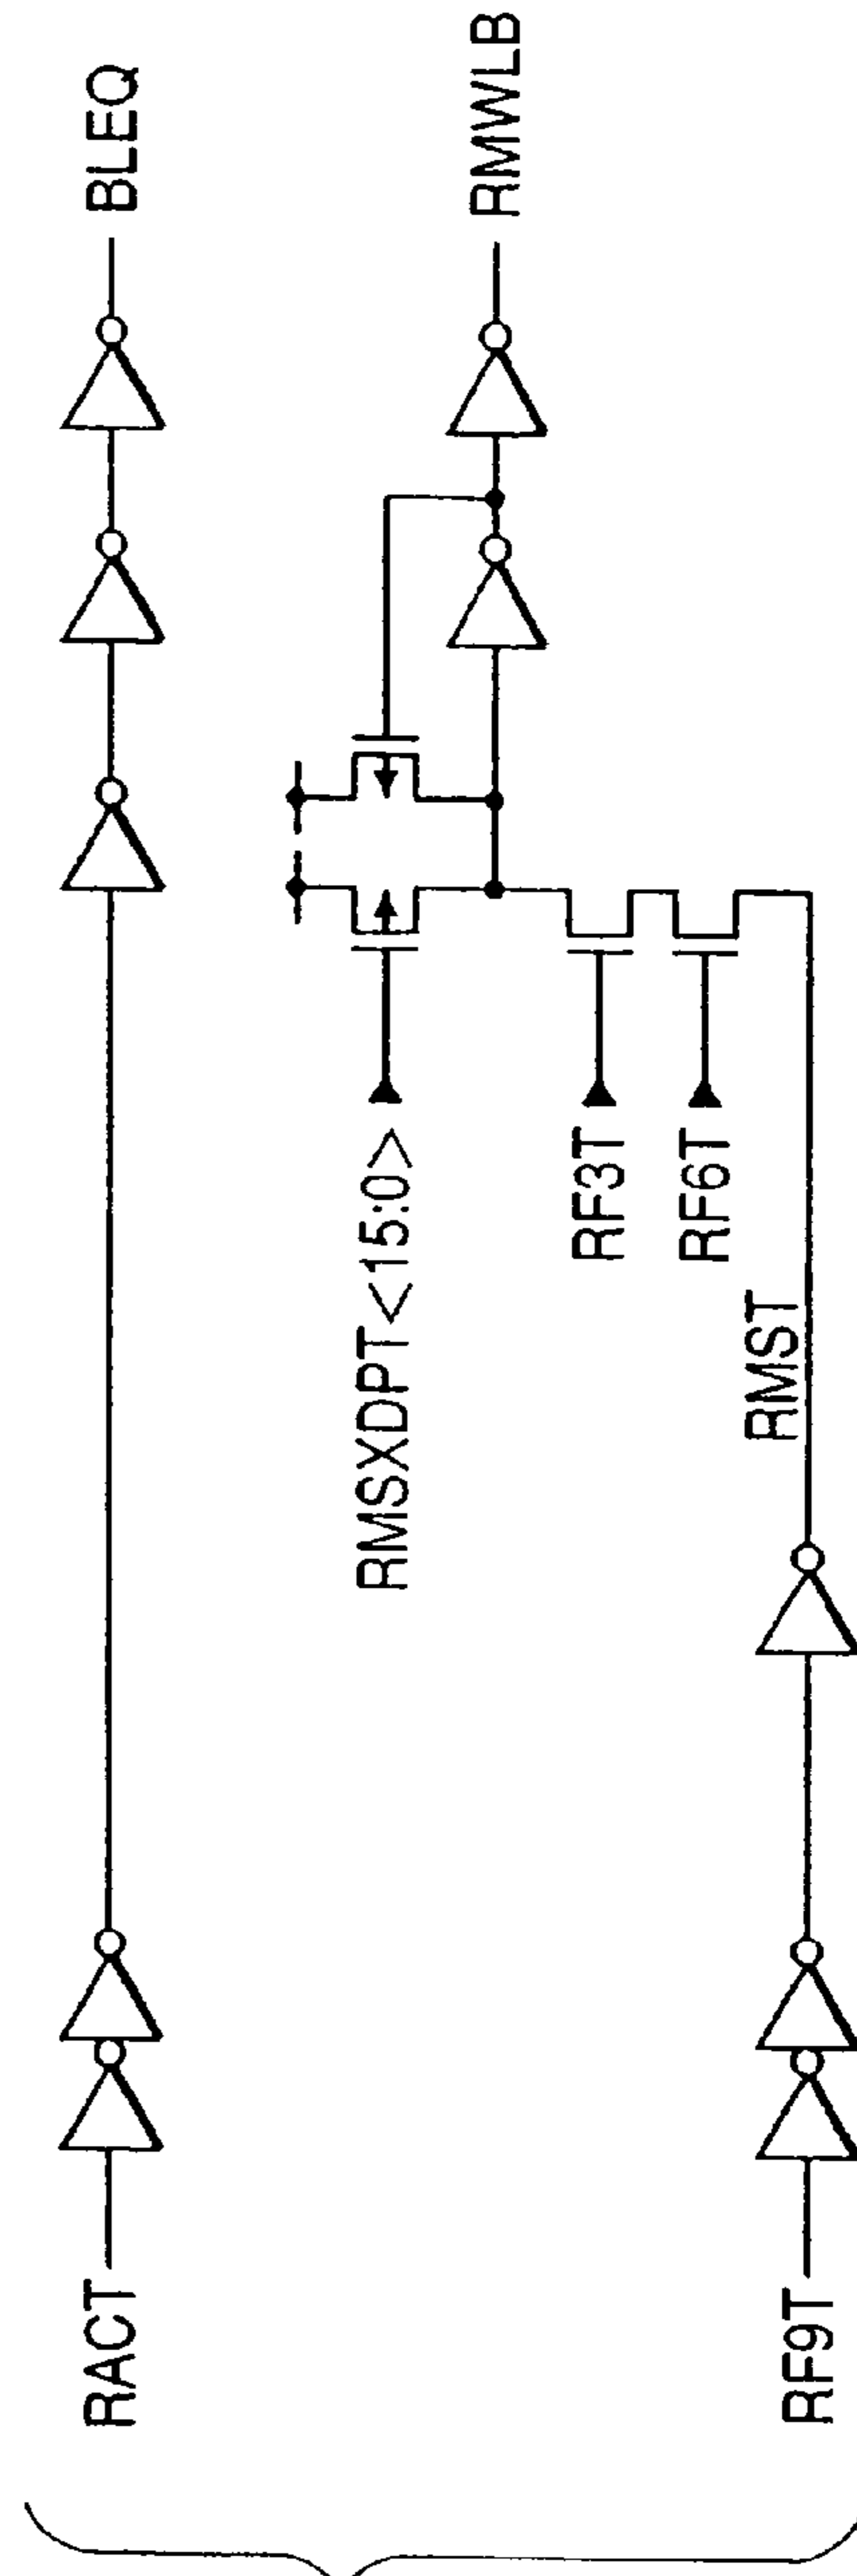 RACT
BLEQ
RMSXDPT<15:0>
RMWLB
RF3T
RF6T
RMST
RF9T